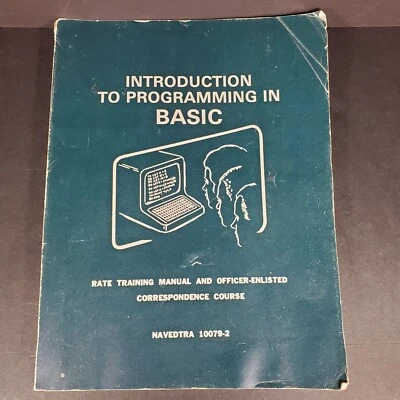 INTRODUCTION
TO PROGRAMMING IN
BASIC
RATE TRAINING MANUAL AND OFFICER-ENLISTED
CORRESPONDENCE COURSE
NAVEDTRA 10079-2